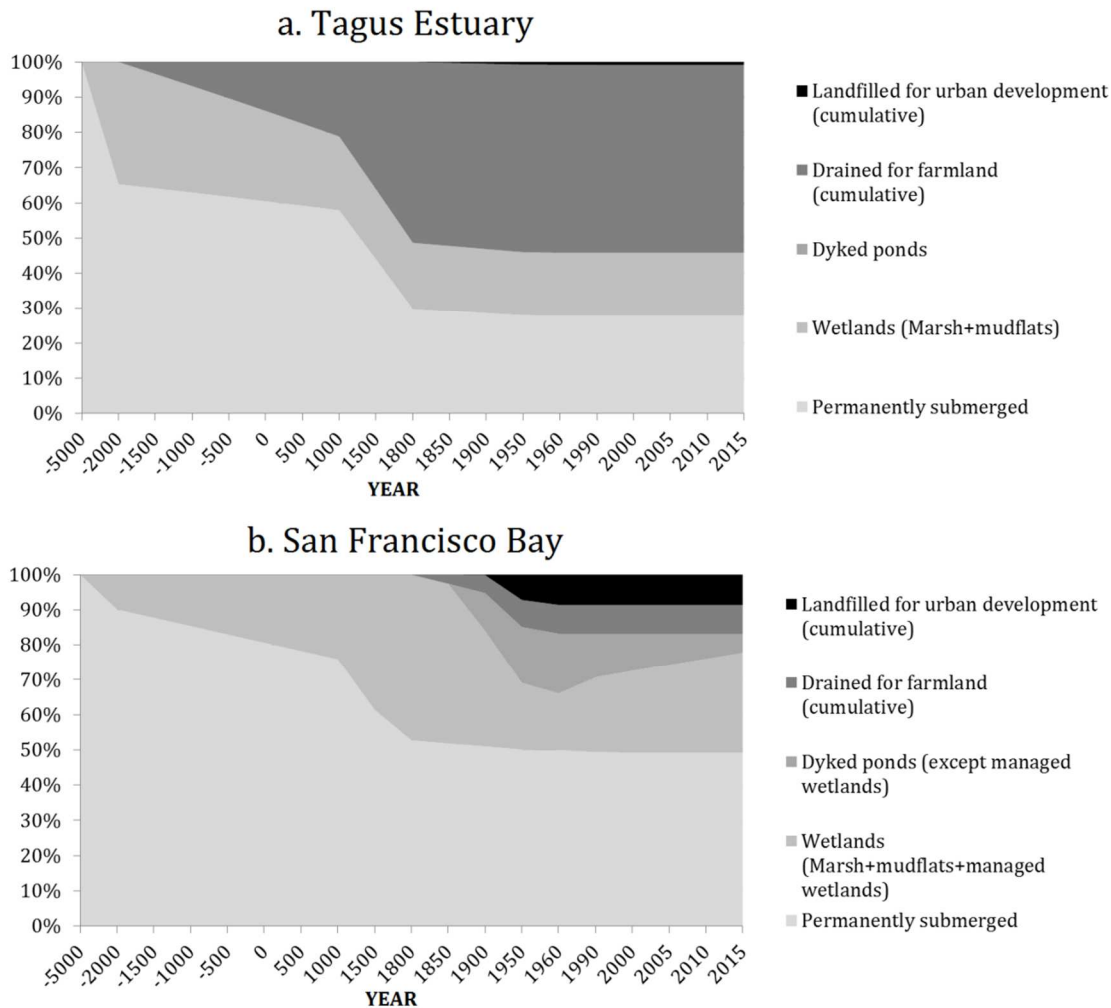 a. Tagus Estuary
100%
90%
80%
70%
60%
50%
40%
30%
20%
10%
0%
-5000
-2000
-1500
-1000
-500
0
500
1000
1500
1800
1850
1900
1950
1960
1990
2000
2005
2010
2015
YEAR
Landfilled for urban development
(cumulative)
Drained for farmland
(cumulative)
Dyked ponds
Wetlands (Marsh+mudflats)
Permanently submerged
b. San Francisco Bay
100%
90%
80%
70%
60%
50%
40%
30%
20%
10%
0%
-5000
-2000
-1500
-1000
-500
0
500
1000
1500
1800
1850
1900
1950
1960
1990
2000
2005
2010
2015
YEAR
Landfilled for urban development
(cumulative)
Drained for farmland
(cumulative)
Dyked ponds (except managed
wetlands)
Wetlands
(Marsh+mudflats+managed
wetlands)
Permanently submerged